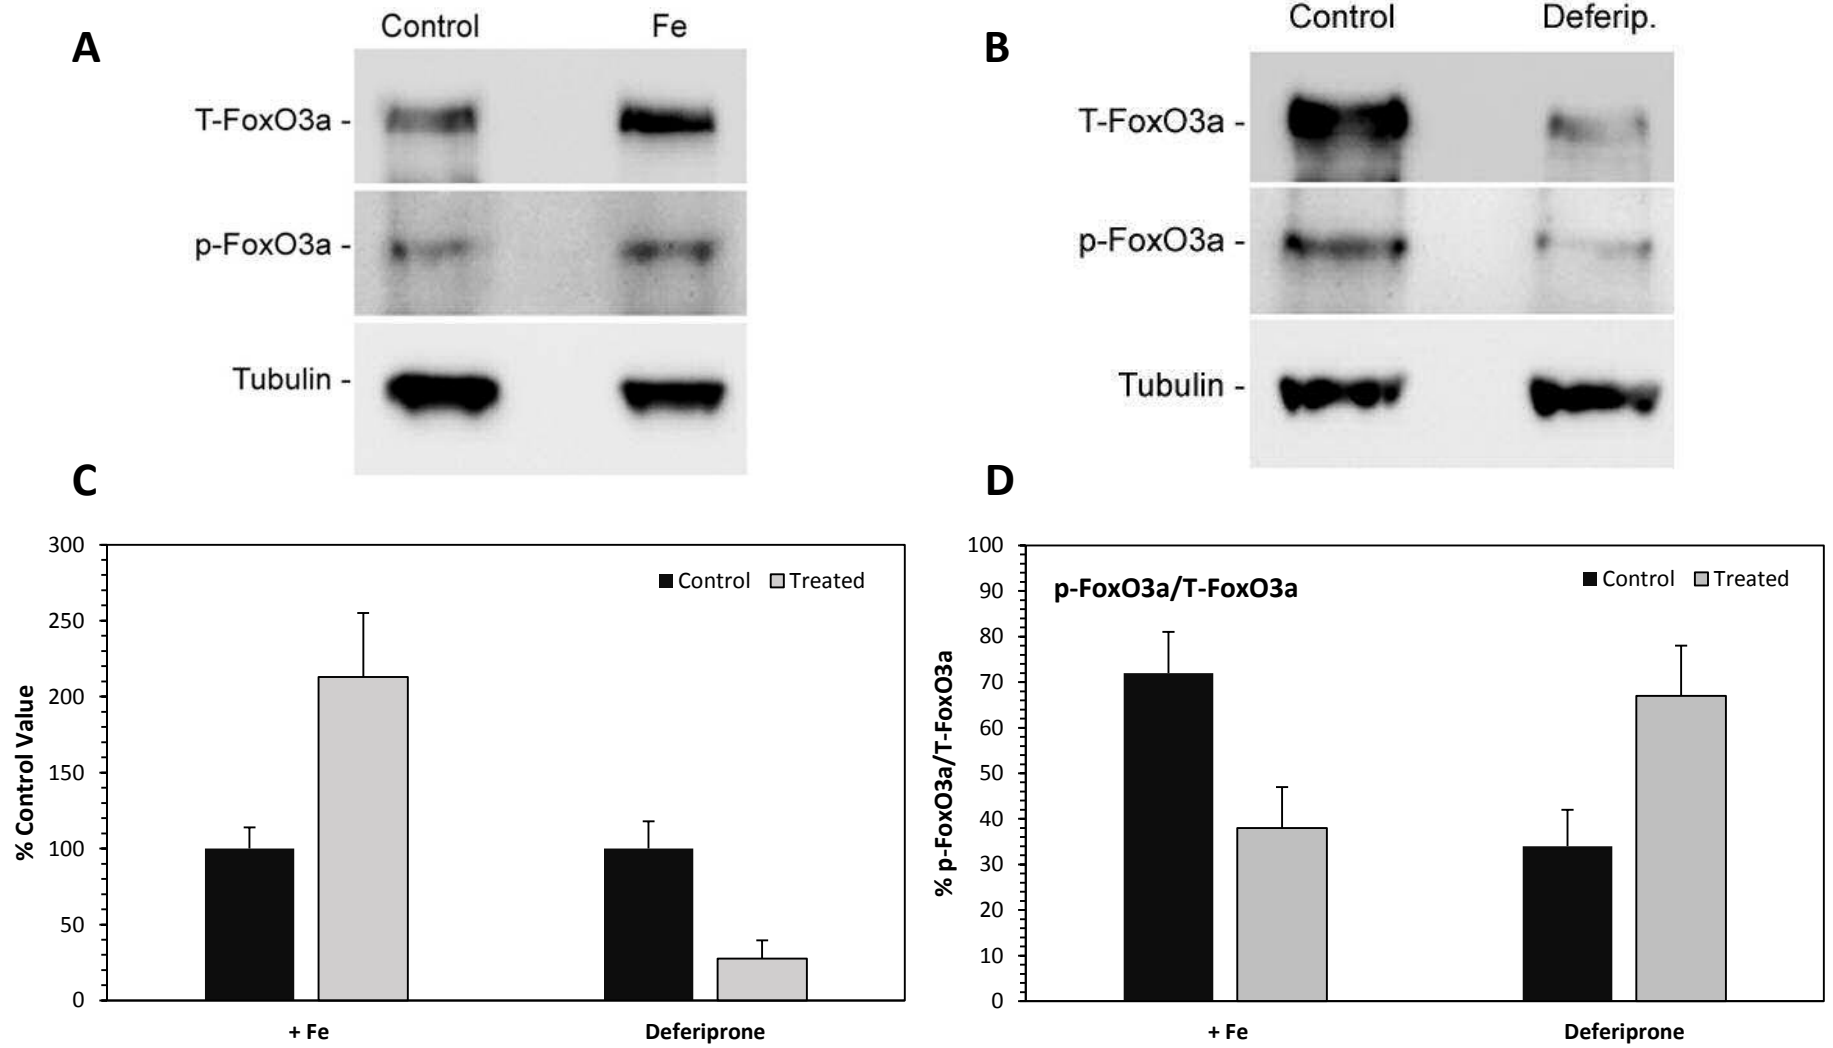 A
Control Fe
T-FoxO3a -
p-FoxO3a -
Tubulin -
B
Control Deferip.
T-FoxO3a -
p-FoxO3a -
Tubulin -
C
300
250
200
150
100
50
0
% Control Value
Control Treated
+ Fe Deferiprone
D
100
90
80
70
60
50
40
30
20
10
0
% p-FoxO3a/T-FoxO3a
p-FoxO3a/T-FoxO3a
Control Treated
+ Fe Deferiprone